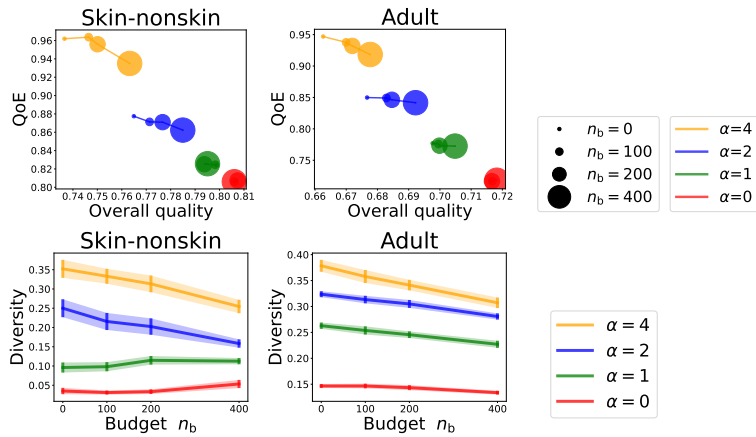 Skin-nonskin
QoE
0.96
0.94
0.92
0.90
0.88
0.86
0.84
0.82
0.80
0.74 0.75 0.76 0.77 0.78 0.79 0.80 0.81
Overall quality
Adult
QoE
0.95
0.90
0.85
0.80
0.75
0.66 0.67 0.68 0.69 0.70 0.71 0.72
Overall quality
n_b = 0
n_b = 100
n_b = 200
n_b = 400
α=4
α=2
α=1
α=0
Skin-nonskin
Diversity
0.35
0.30
0.25
0.20
0.15
0.10
0.05
0 100 200 400
Budget n_b
Adult
Diversity
0.40
0.35
0.30
0.25
0.20
0.15
0 100 200 400
Budget n_b
α = 4
α = 2
α = 1
α = 0